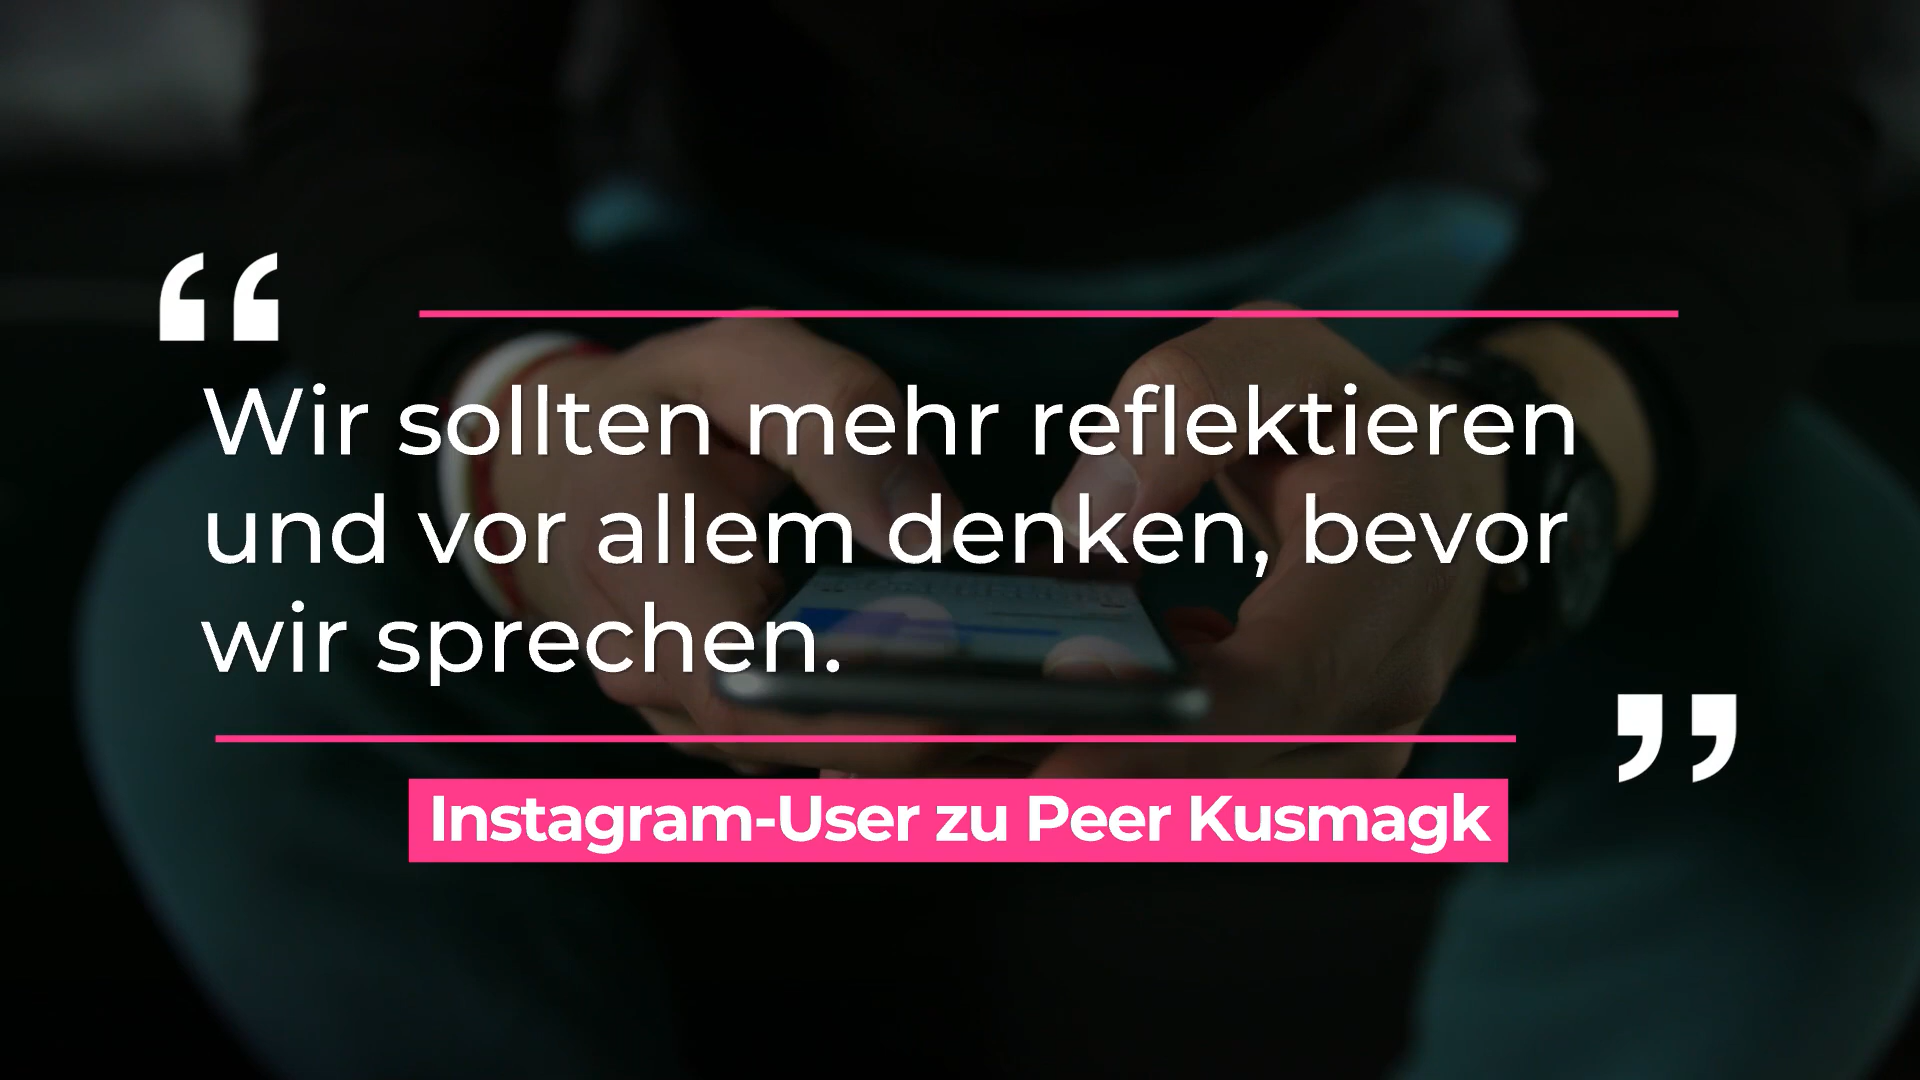 “
Wir sollten mehr reflektieren
und vor allem denken, bevor
wir sprechen.
”
Instagram-User zu Peer Kusmagk